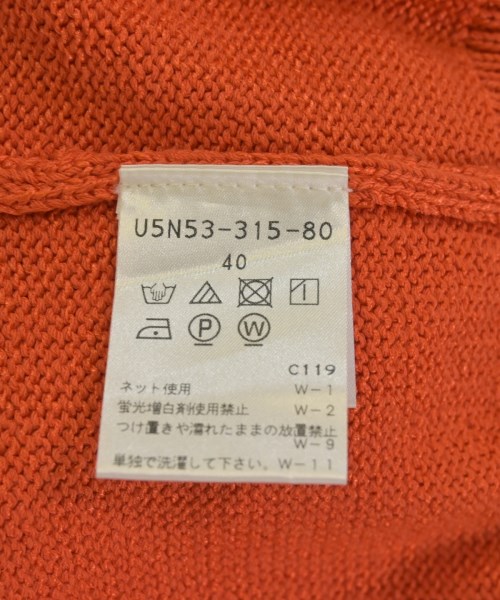 U5N53-315-80
40
P W
C119
ネット使用 W-1
蛍光増白剤使用禁止 W-2
つけ置きや濡れたままの放置禁止
W-9
単独で洗濯して下さい。W-11